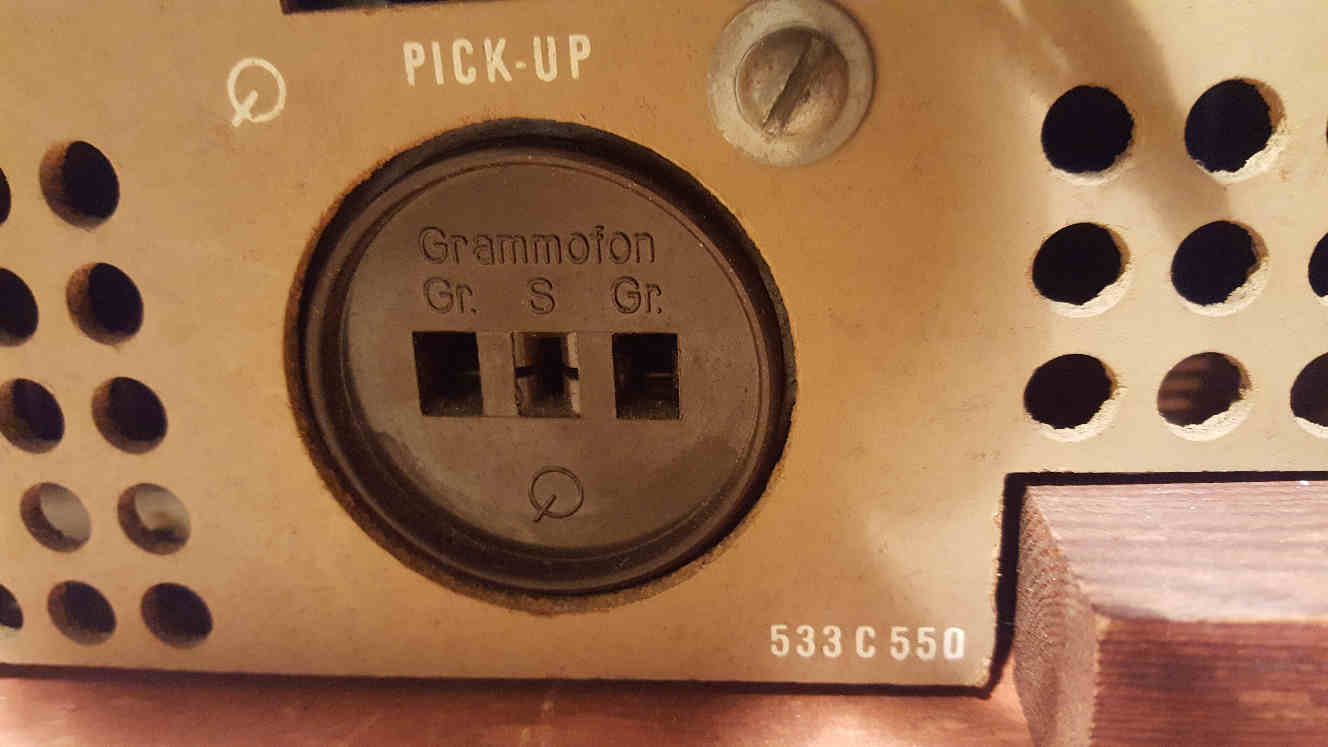 PICK-UP
Grammofon
Gr. S Gr.
533 C 550